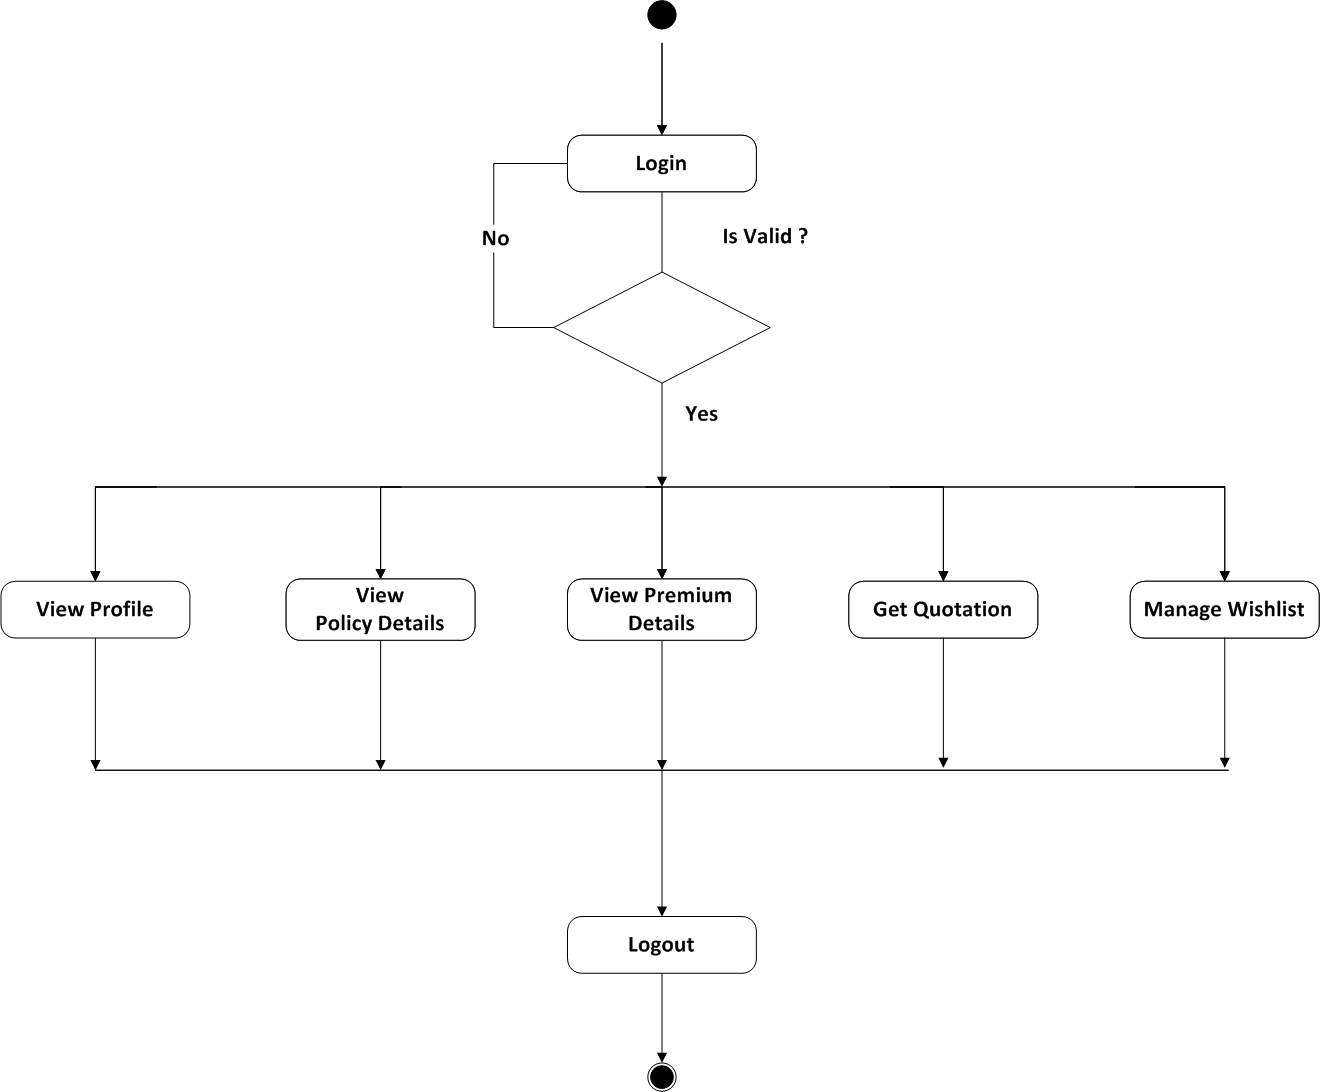 Login
Is Valid ?
No
Yes
View Profile
View
Policy Details
View Premium
Details
Get Quotation
Manage Wishlist
Logout